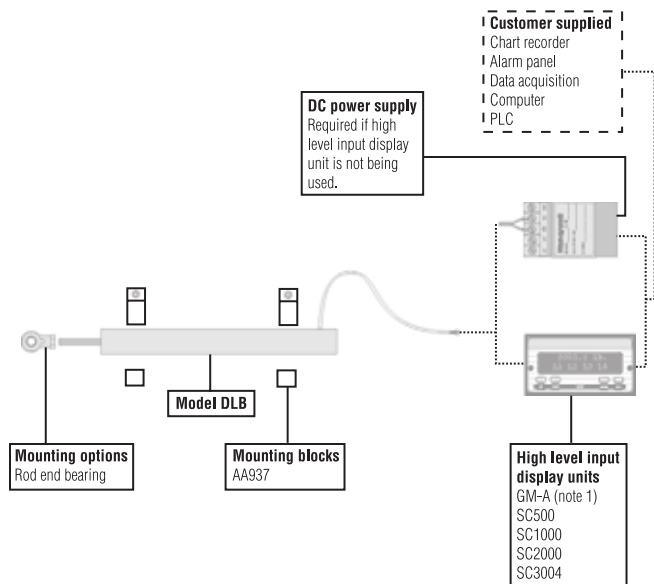 Customer supplied
Chart recorder
Alarm panel
Data acquisition
Computer
PLC
DC power supply
Required if high
level input display
unit is not being
used.
Model DLB
Mounting options
Rod end bearing
Mounting blocks
AA937
High level input
display units
GM-A (note 1)
SC500
SC1000
SC2000
SC3004